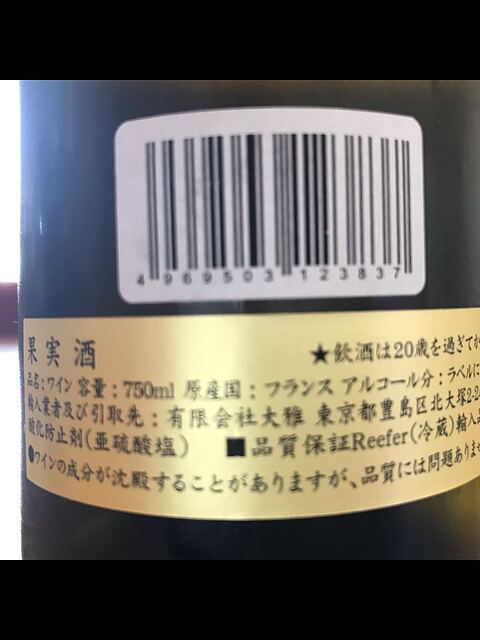 4969503123837
果実酒
★飲酒は20歳を過ぎてか
品名:ワイン 容量:750ml 原産国:フランス アルコール分:ラベルに
輸入業者及び引取先:有限会社大雅 東京都豊島区北大塚2-24
酸化防止剤(亜硫酸塩) ■品質保証Reefer(冷蔵)輸入品
●ワインの成分が沈殿することがありますが、品質には問題ありませ